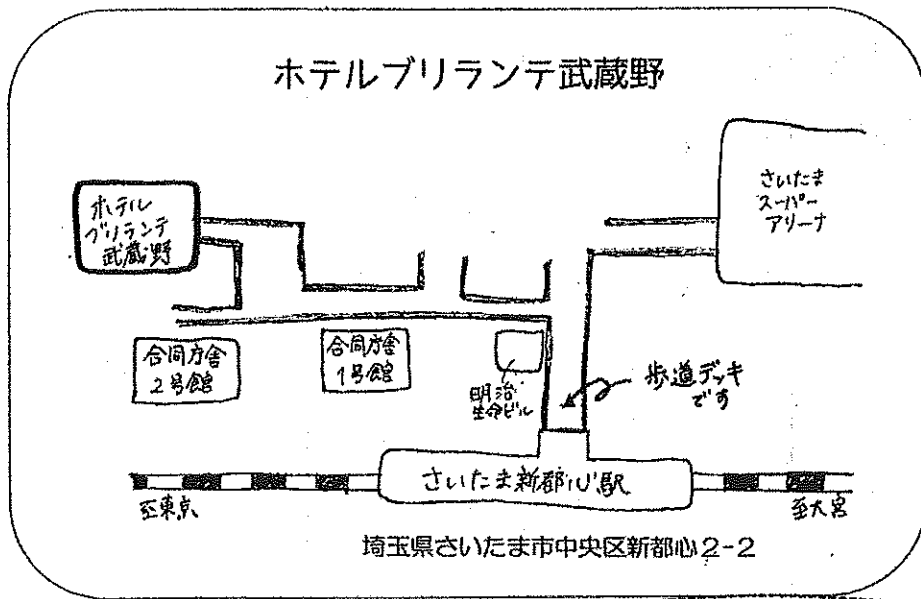 ホテルブリランテ武蔵野
ホテル
ブリランテ
武蔵野
さいたま
スーパー
アリーナ
合同庁舎
2号館
合同庁舎
1号館
明治
生命ビル
歩道デッキ
です
さいたま新都心駅
至東京
至大宮
埼玉県さいたま市中央区新都心2-2